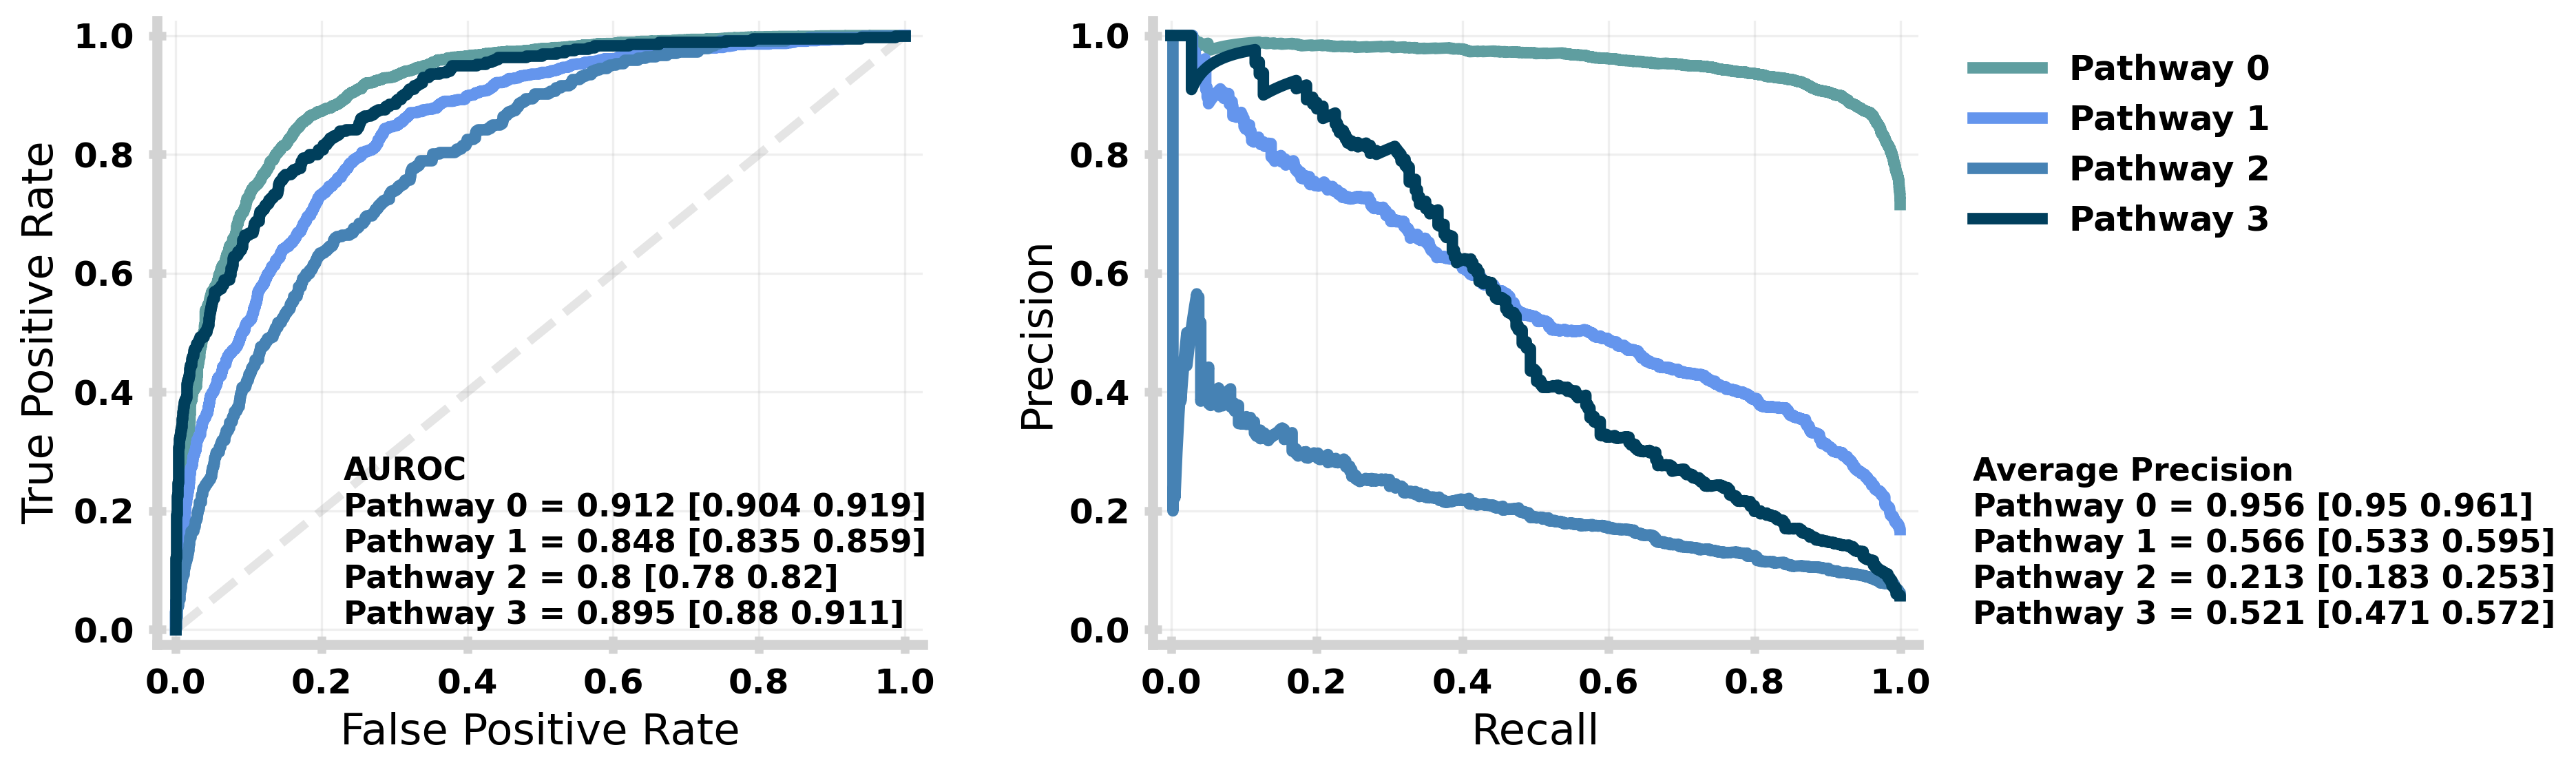 1.0
0.8
0.6
0.4
0.2
0.0
True Positive Rate
AUROC
Pathway 0 = 0.912 [0.904 0.919]
Pathway 1 = 0.848 [0.835 0.859]
Pathway 2 = 0.8 [0.78 0.82]
Pathway 3 = 0.895 [0.88 0.911]
0.0 0.2 0.4 0.6 0.8 1.0
False Positive Rate
1.0
0.8
0.6
0.4
0.2
0.0
Precision
0.0 0.2 0.4 0.6 0.8 1.0
Recall
Pathway 0
Pathway 1
Pathway 2
Pathway 3
Average Precision
Pathway 0 = 0.956 [0.95 0.961]
Pathway 1 = 0.566 [0.533 0.595]
Pathway 2 = 0.213 [0.183 0.253]
Pathway 3 = 0.521 [0.471 0.572]